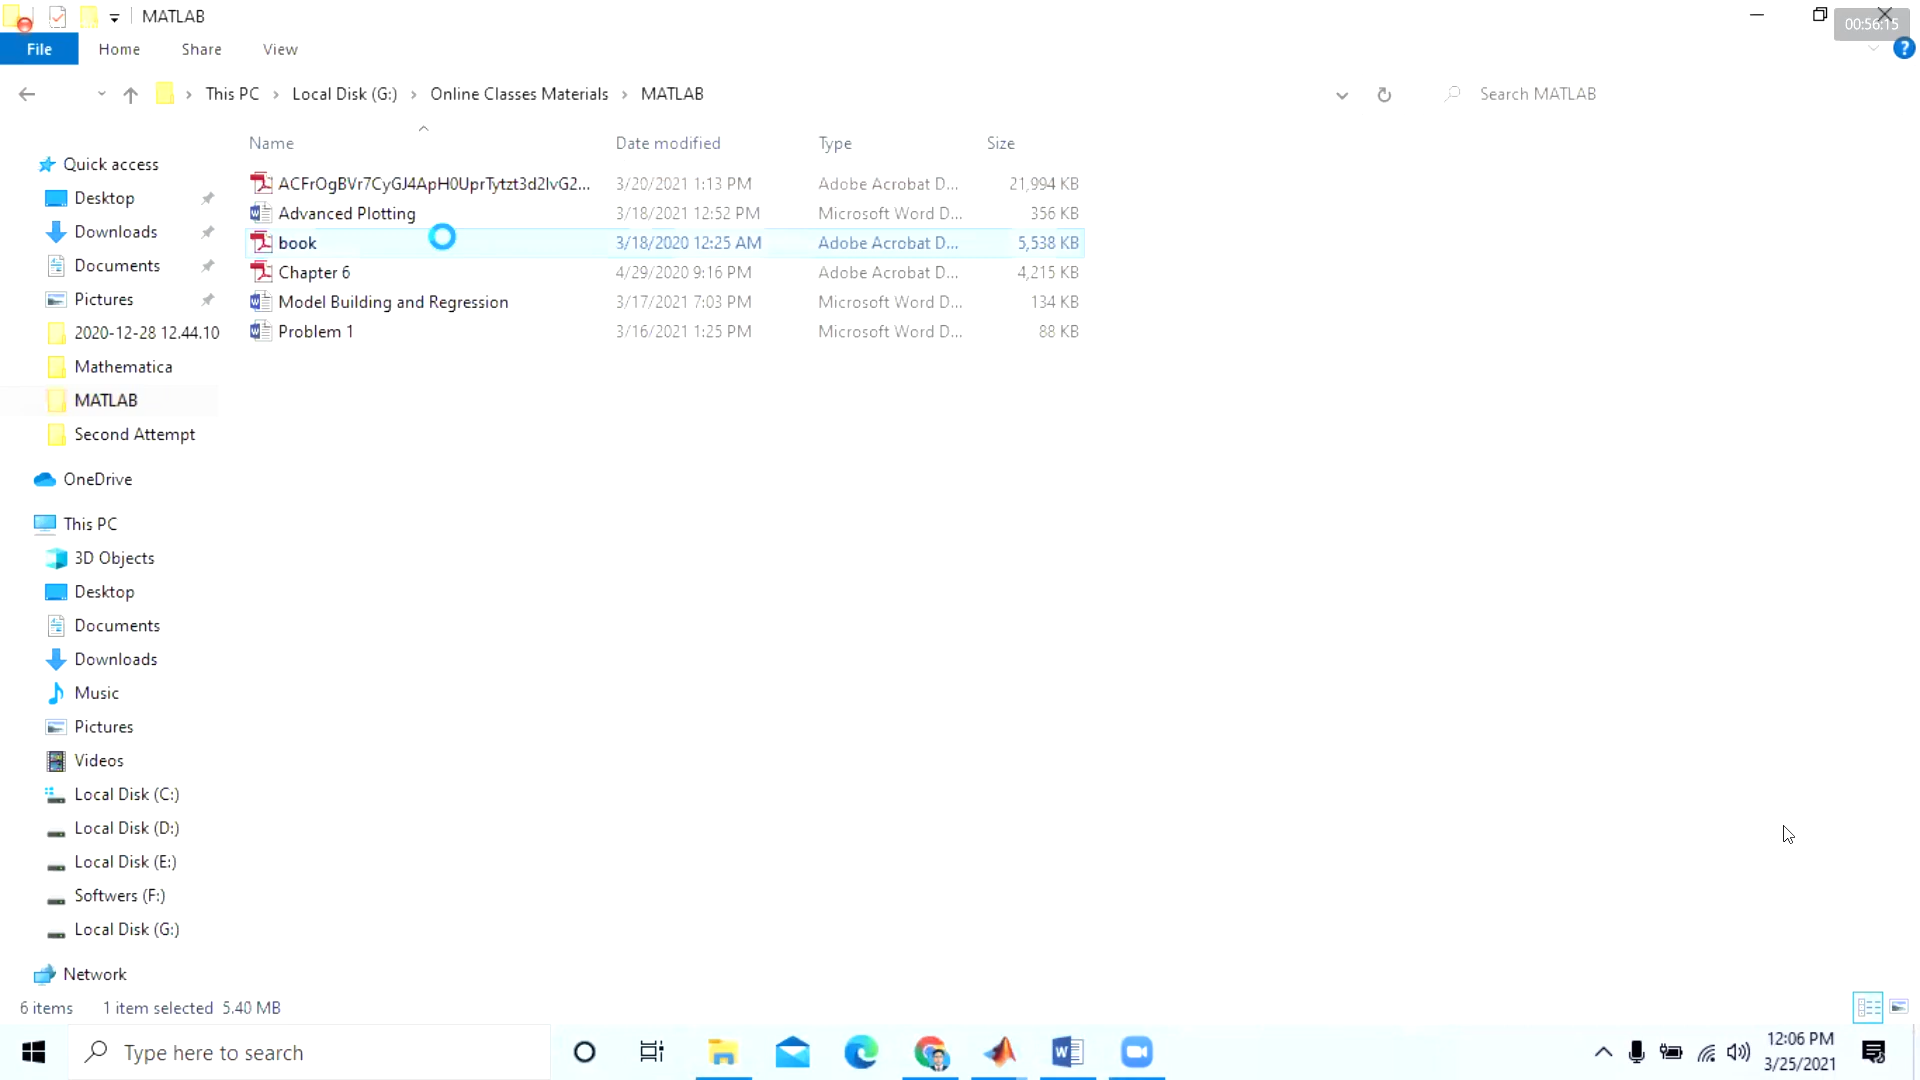 MATLAB
00:56:15
File Home Share View
This PC Local Disk (G:) Online Classes Materials MATLAB
Search MATLAB
Name Date modified Type Size
Quick access
Desktop
Downloads
Documents
Pictures
2020-12-28 12.44.10
Mathematica
MATLAB
Second Attempt
OneDrive
This PC
3D Objects
Desktop
Documents
Downloads
Music
Pictures
Videos
Local Disk (C:)
Local Disk (D:)
Local Disk (E:)
Softwers (F:)
Local Disk (G:)
Network
3/20/2021 1:13 PM Adobe Acrobat D... 21,994 KB
Advanced Plotting 3/18/2021 12:52 PM Microsoft Word D... 356 KB
book 3/18/2020 12:25 AM Adobe Acrobat D... 5,538 KB
Chapter 6 4/29/2020 9:16 PM Adobe Acrobat D... 4,215 KB
Model Building and Regression 3/17/2021 7:03 PM Microsoft Word D... 134 KB
Problem 1 3/16/2021 1:25 PM Microsoft Word D... 88 KB
6 items 1 item selected 5.40 MB
Type here to search
12:06 PM
3/25/2021